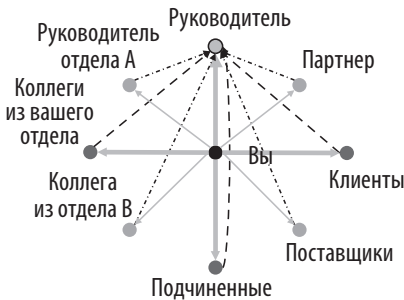 Руководитель
Руководитель
отдела А
Партнер
Коллеги
из вашего
отдела
Вы
Клиенты
Коллега
из отдела В
Поставщики
Подчиненные